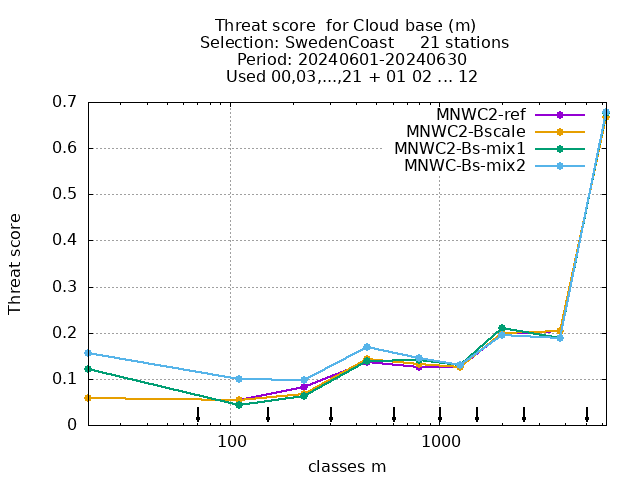 Threat score  for Cloud base (m)
Selection: SwedenCoast     21 stations
Period: 20240601-20240630
Used 00,03,...,21 + 01 02 ... 12
MNWC2-ref
MNWC2-Bscale
MNWC2-Bs-mix1
MNWC-Bs-mix2
0.7
0.6
0.5
0.4
0.3
0.2
0.1
0
Threat score
100
1000
classes m